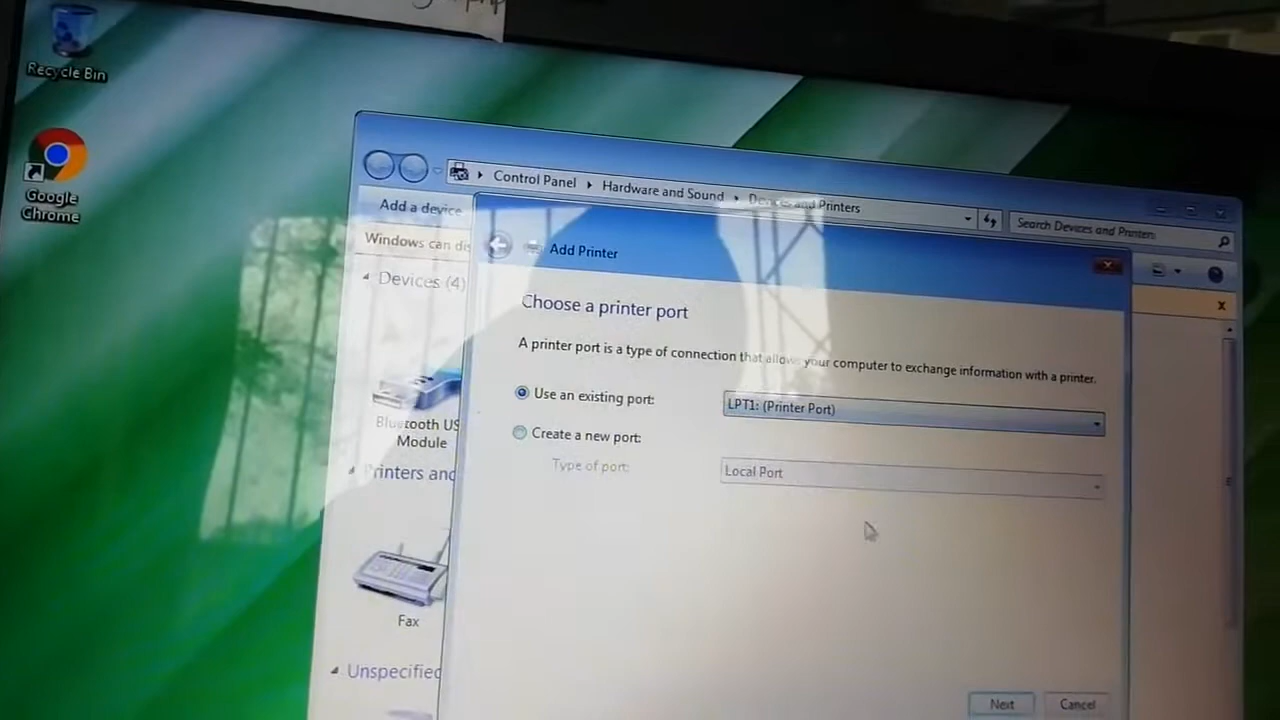 Recycle Bin
Google
Chrome
Control Panel
Hardware and Sound
Devices and Printers
Search Devices and Printers
Add a device
Windows can dis
Devices (4)
Bluetooth US
Module
Printers and
Fax
Unspecified
Add Printer
Choose a printer port
A printer port is a type of connection that allows your computer to exchange information with a printer.
Use an existing port:
LPT1: (Printer Port)
Create a new port:
Type of port:
Local Port
Next
Cancel